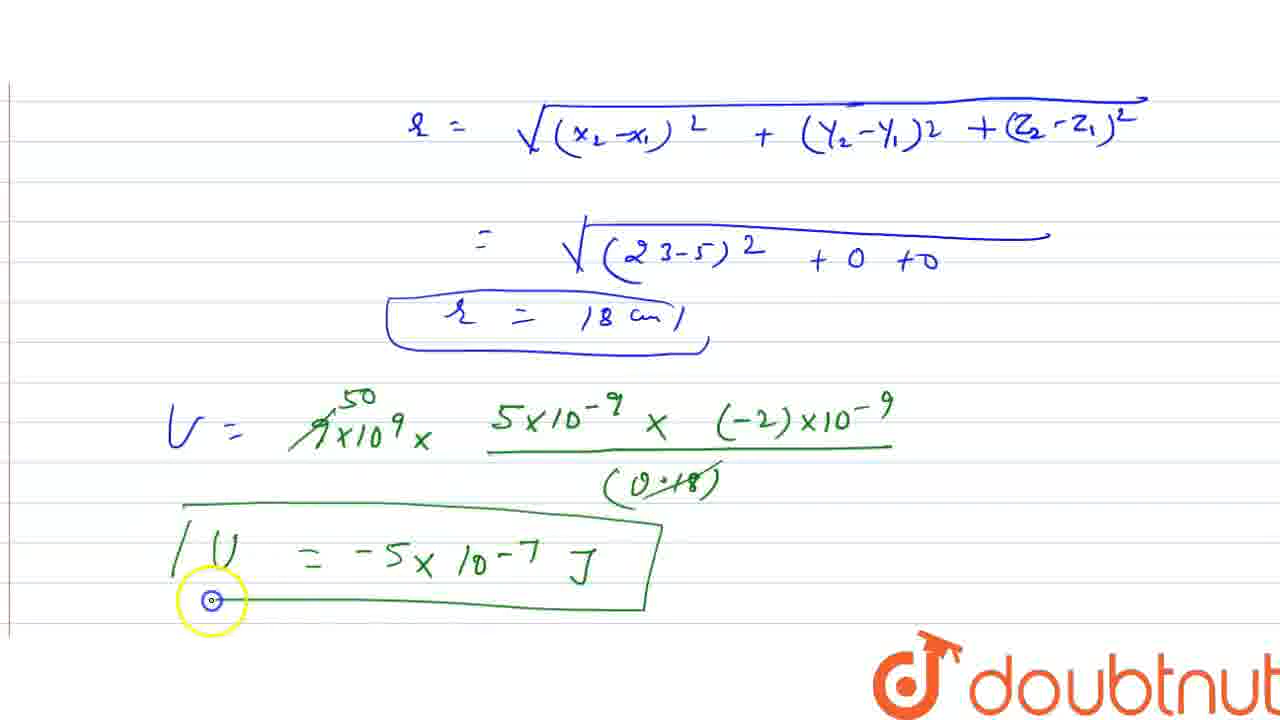 r = √(x₂-x₁)² + (y₂-y₁)² + (z₂-z₁)²
= √(23-5)² + 0 + 0
r = 18 cm
50
U = 9×10⁹ × 5×10⁻⁹ × (-2)×10⁻⁹ / (0.18)
U = -5×10⁻⁷ J
doubtnut